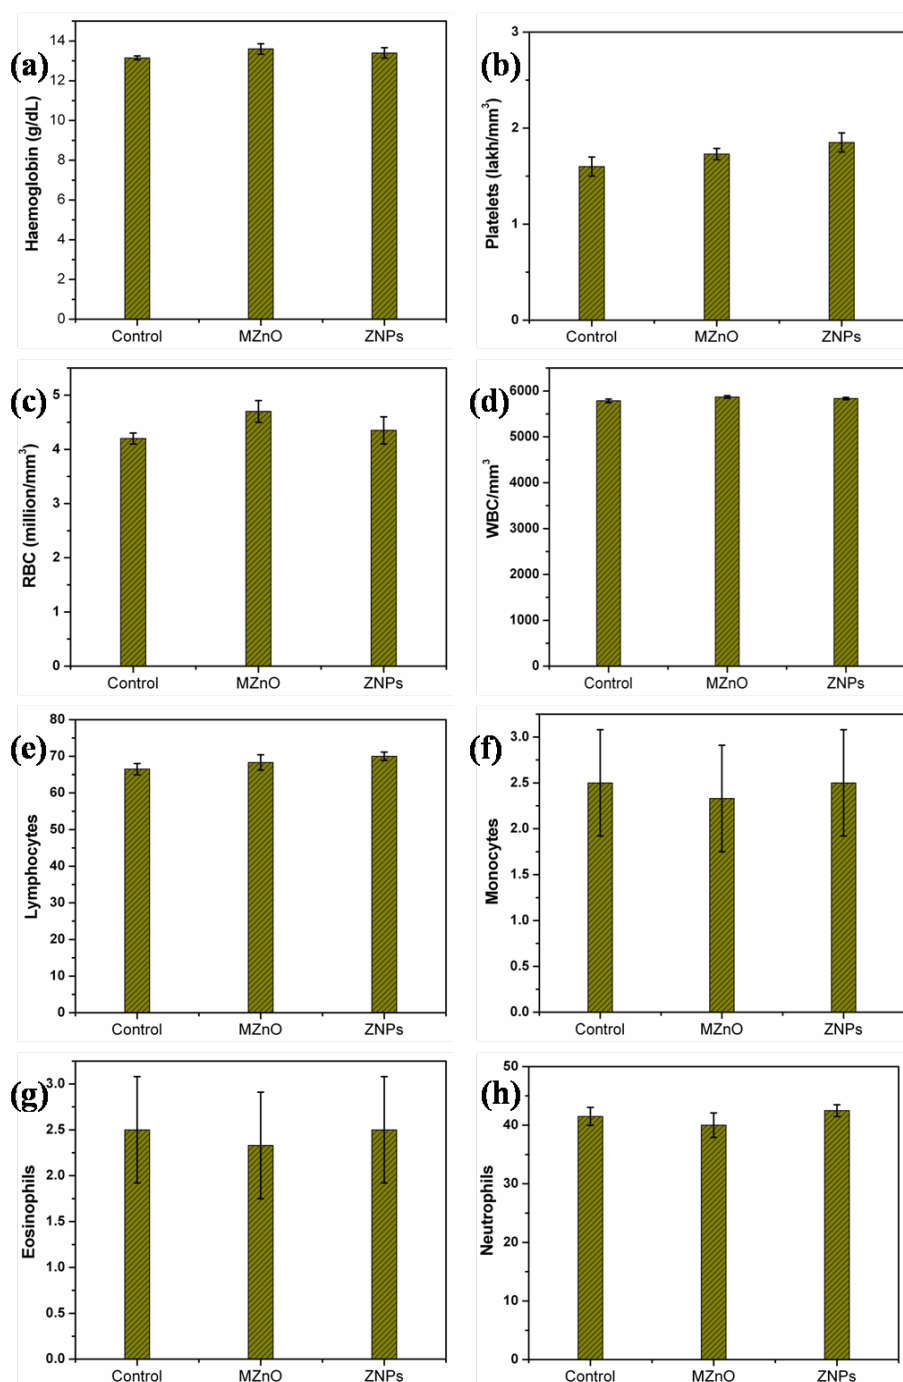 (a)
Haemoglobin (g/dL)
14
12
10
8
6
4
2
0
Control MZnO ZNPs
(b)
Platelets (lakh/mm³)
3
2
1
0
Control MZnO ZNPs
(c)
RBC (million/mm³)
5
4
3
2
1
0
Control MZnO ZNPs
(d)
WBC/mm³
6000
5000
4000
3000
2000
1000
0
Control MZnO ZNPs
(e)
Lymphocytes
80
70
60
50
40
30
20
10
0
Control MZnO ZNPs
(f)
Monocytes
3.0
2.5
2.0
1.5
1.0
0.5
0.0
Control MZnO ZNPs
(g)
Eosinophils
3.0
2.5
2.0
1.5
1.0
0.5
0.0
Control MZnO ZNPs
(h)
Neutrophils
50
40
30
20
10
0
Control MZnO ZNPs